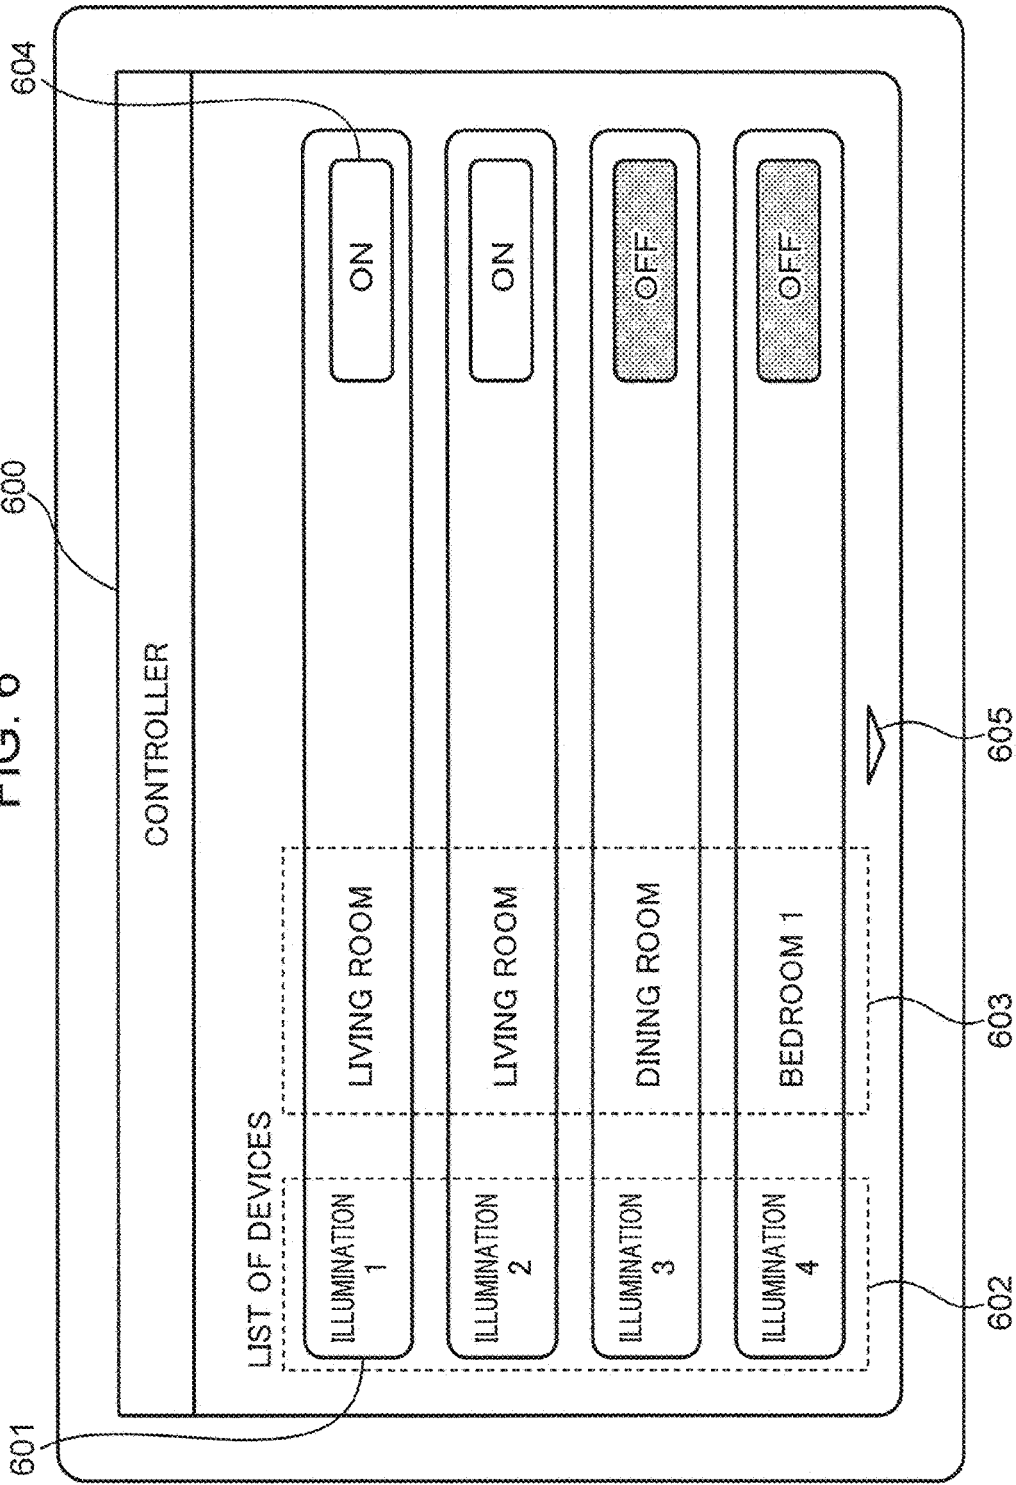 FIG. 6
600
604
601
CONTROLLER
LIST OF DEVICES
ILLUMINATION
1
LIVING ROOM
ON
ILLUMINATION
2
LIVING ROOM
ON
ILLUMINATION
3
DINING ROOM
OFF
ILLUMINATION
4
BEDROOM 1
OFF
602
603
605